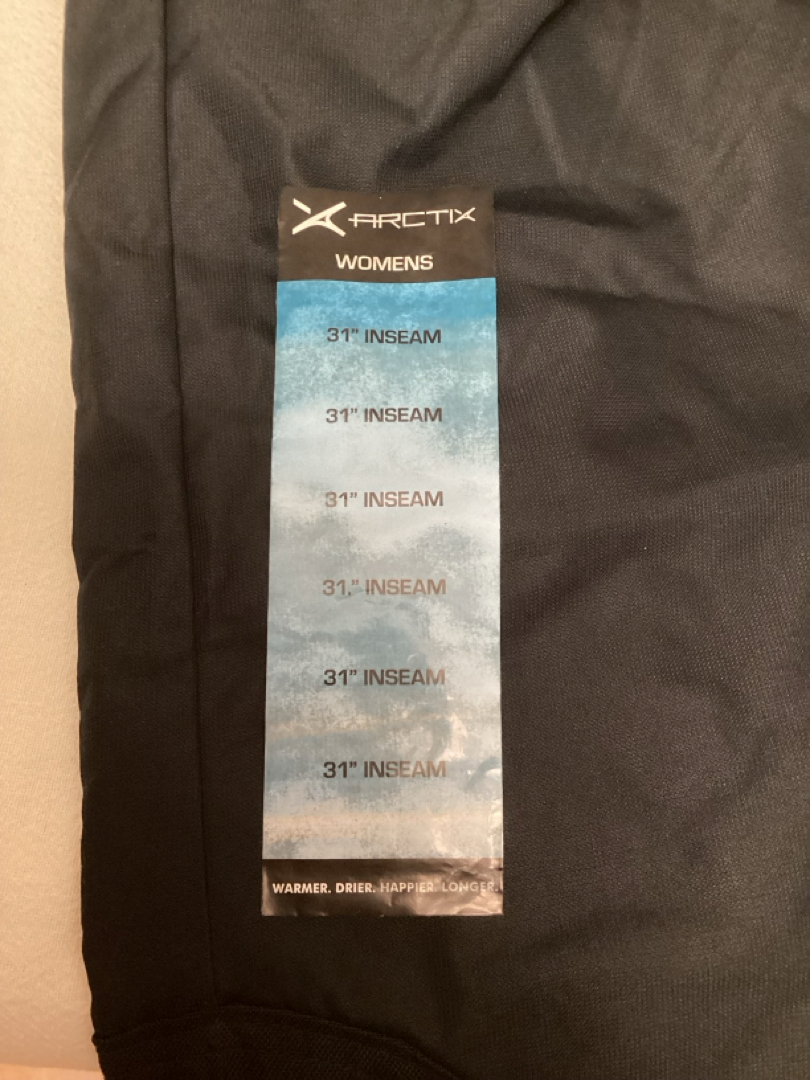 ARCTIX
WOMENS
31” INSEAM
31” INSEAM
31” INSEAM
31” INSEAM
31” INSEAM
31” INSEAM
WARMER. DRIER. HAPPIER. LONGER.